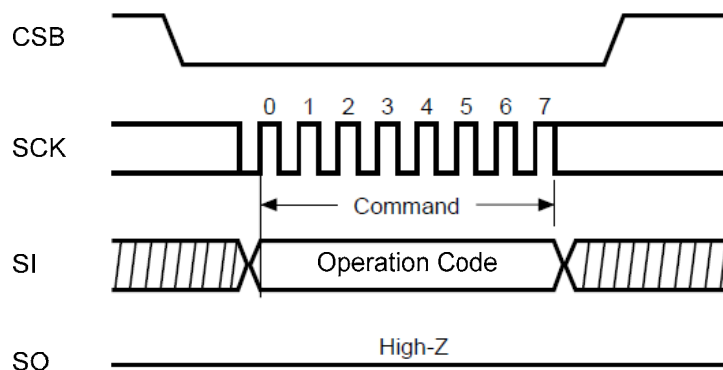 CSB
0 1 2 3 4 5 6 7
SCK
Command
SI
Operation Code
High-Z
SO